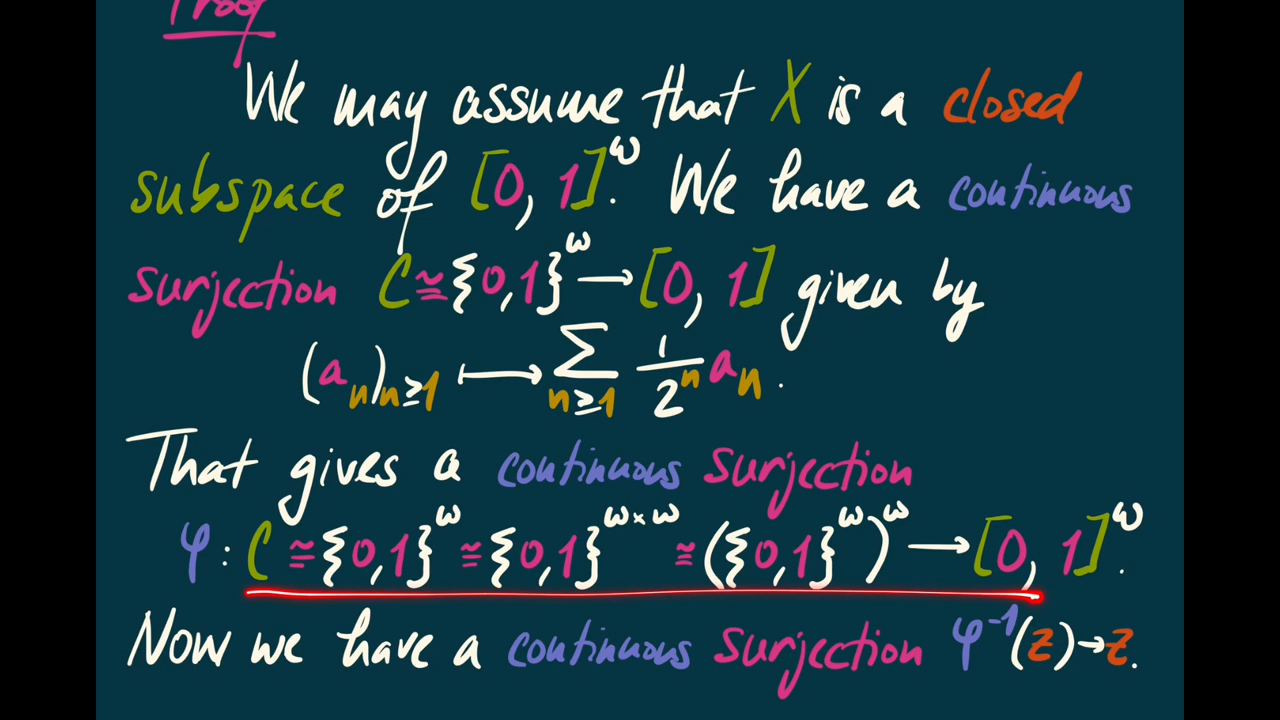 Proof
We may assume that X is a closed
subspace of [0, 1]^ω. We have a continuous
surjection C ≅ {0,1}^ω → [0, 1] given by
(a_n)_{n≥1} ⟼ ∑_{n≥1} 1/2^n a_n.
That gives a continuous surjection
φ: C ≅ {0,1}^ω ≅ {0,1}^{ω×ω} ≅ ({0,1}^ω)^ω → [0, 1]^ω.
Now we have a continuous surjection φ^{-1}(z) → z.